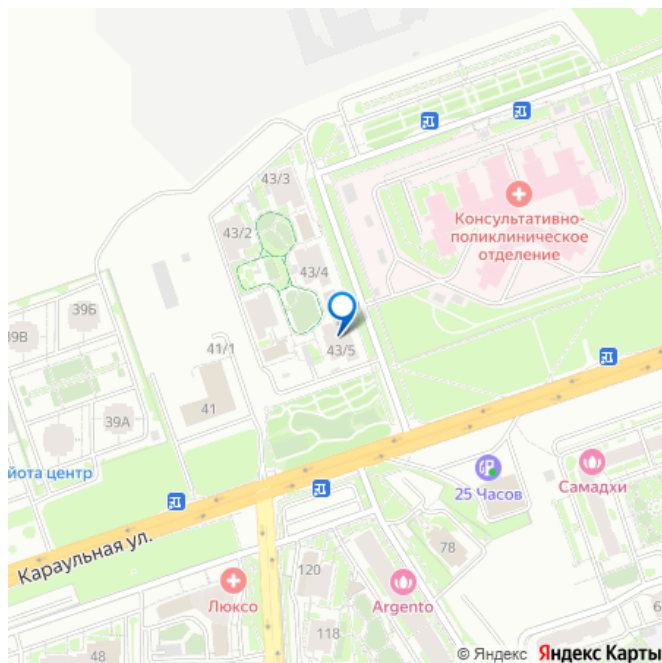 43/3
43/2
43/4
Консультативно-
поликлиническое
отделение
39Б
39В
43/5
41/1
41
39А
йота центр
25 Часов
Самадхи
Караульная ул.
78
120
Люксо
Argento
118
48
6
© Яндекс Яндекс Карты